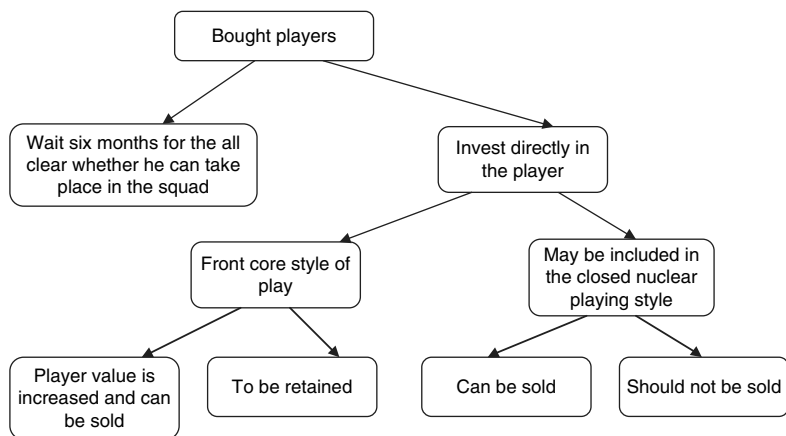 Bought players
Wait six months for the all
clear whether he can take
place in the squad
Invest directly in
the player
Front core style of
play
May be included in
the closed nuclear
playing style
Player value is
increased and can
be sold
To be retained
Can be sold
Should not be sold